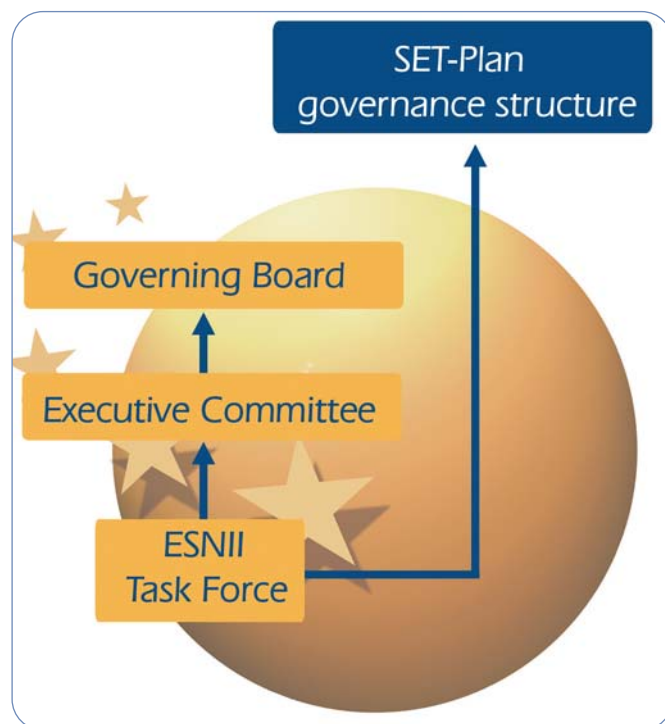 SET-Plan
governance structure
Governing Board
Executive Committee
ESNII
Task Force